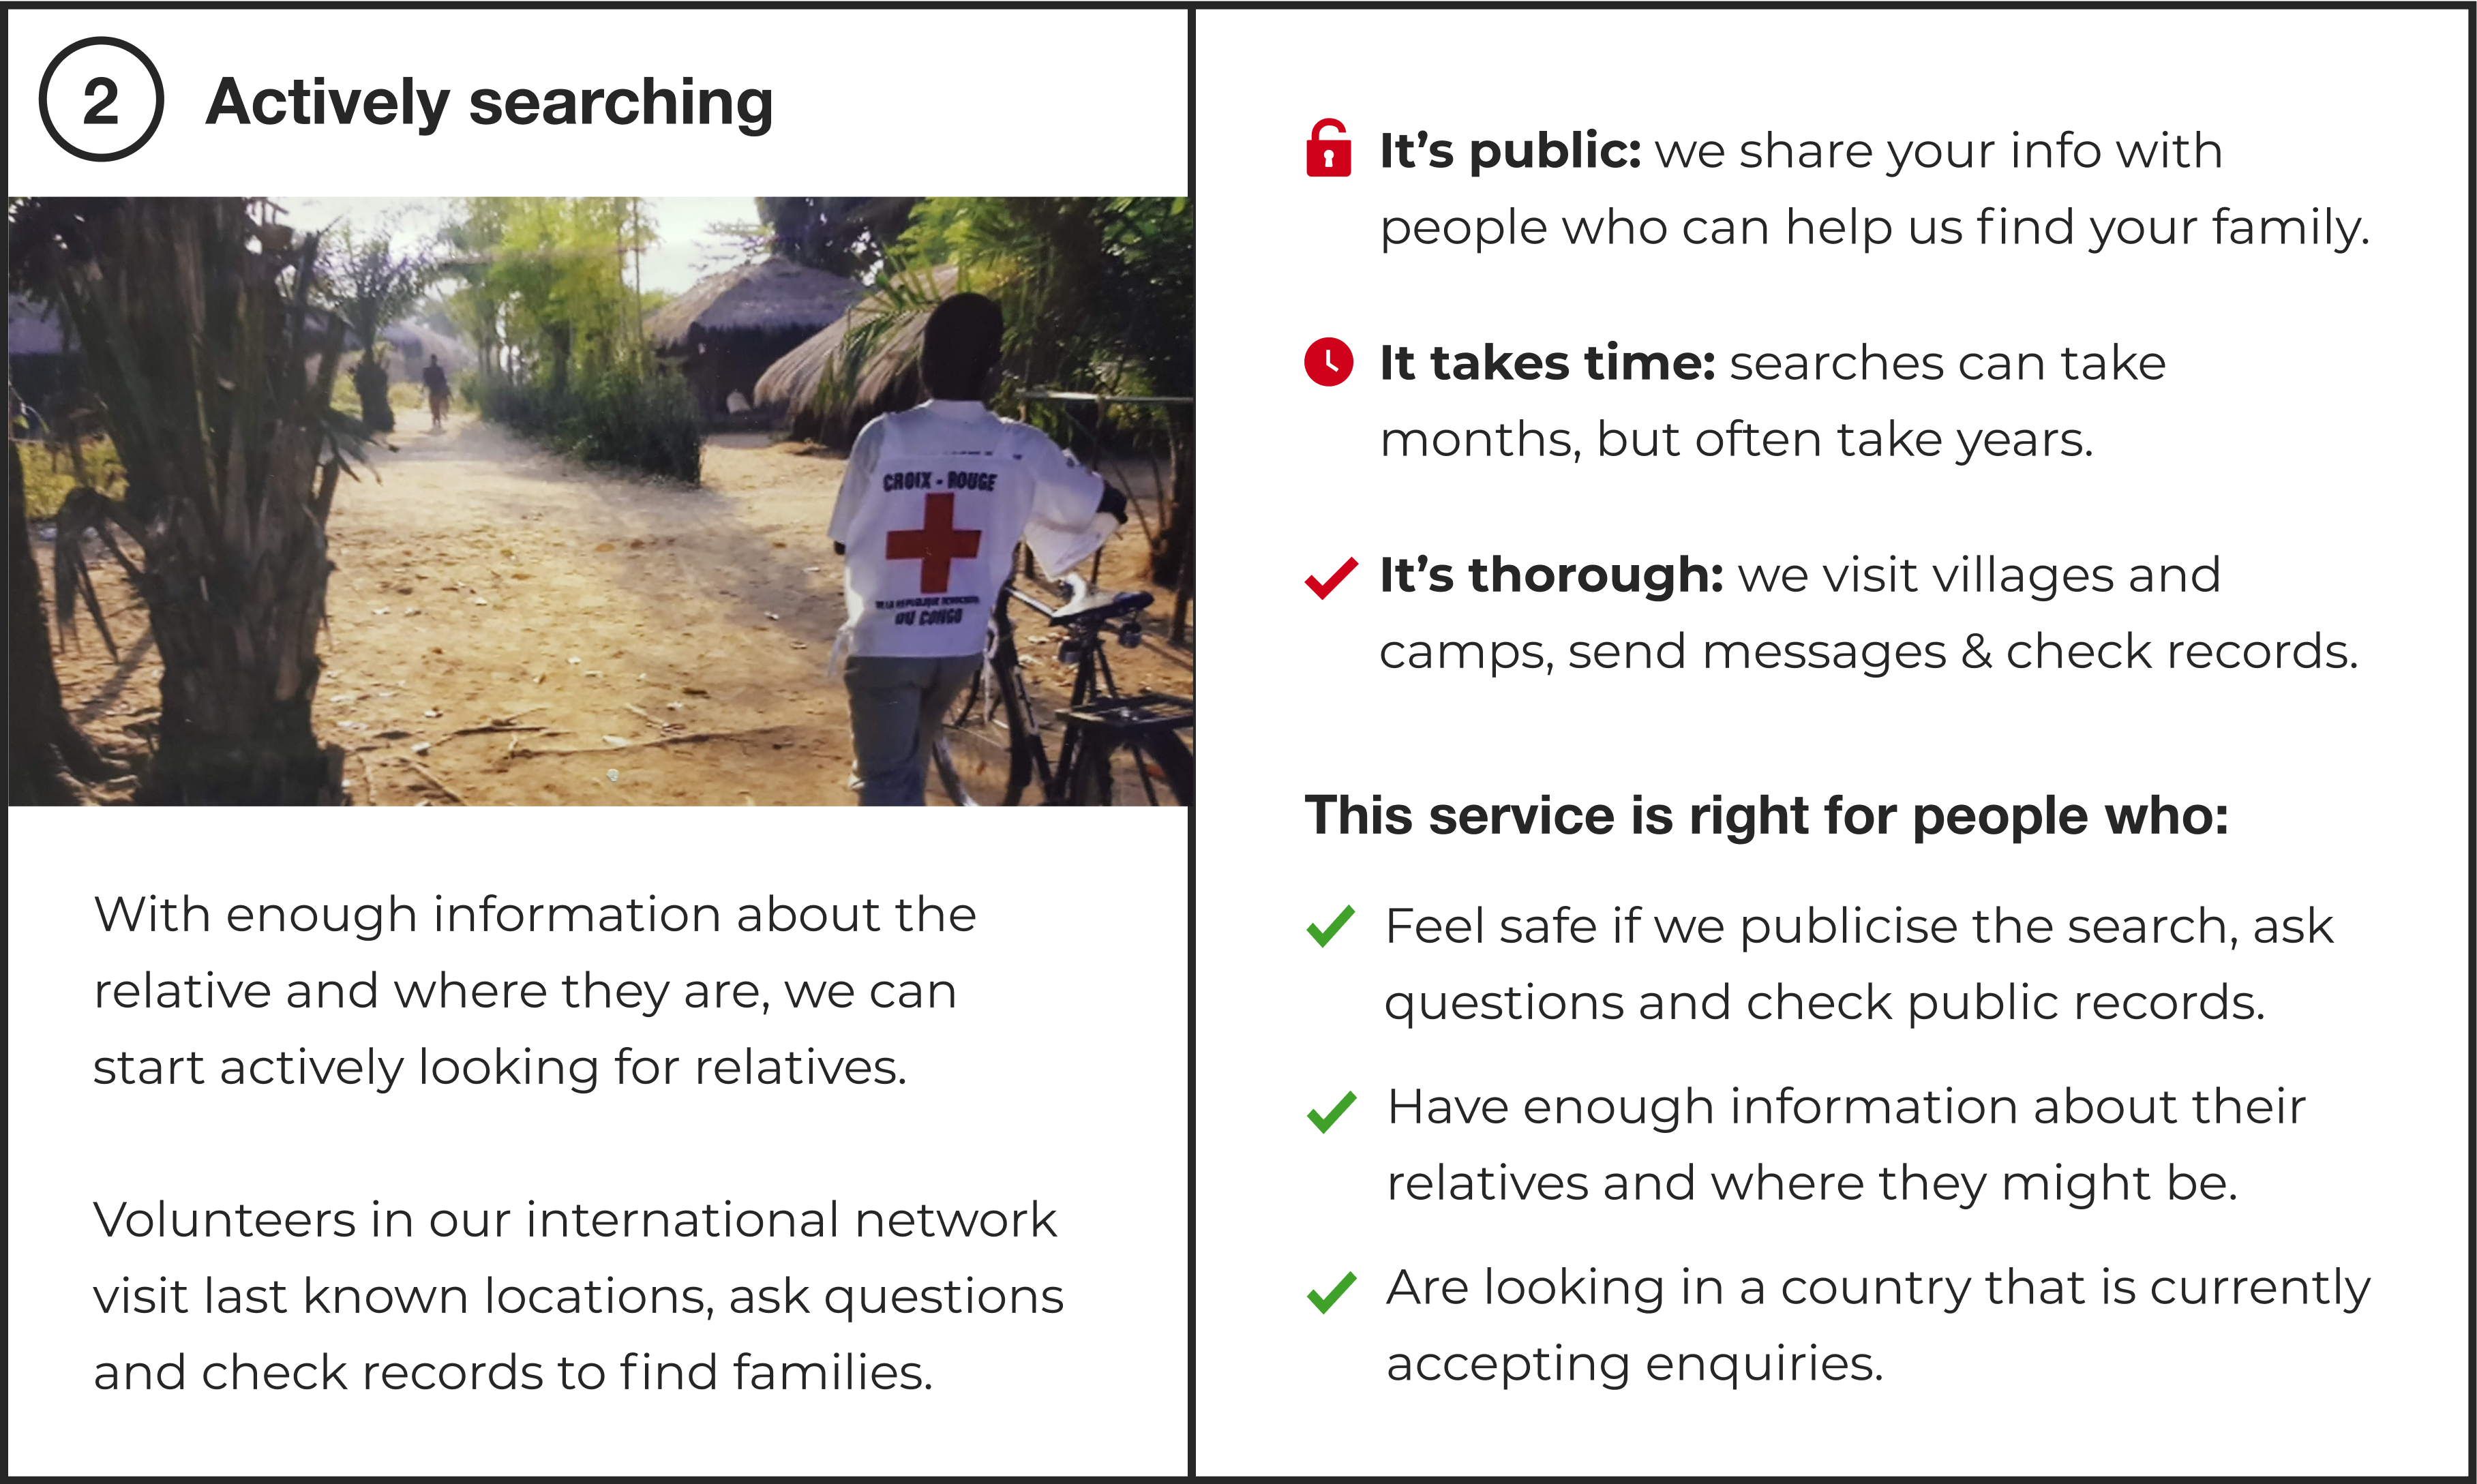 2
Actively searching
CROIX - ROUGE
DE LA REPUBLIQUE DEMOCRATIQUE
DU CONGO
With enough information about the
relative and where they are, we can
start actively looking for relatives.
Volunteers in our international network
visit last known locations, ask questions
and check records to find families.
It’s public: we share your info with
people who can help us find your family.
It takes time: searches can take
months, but often take years.
It’s thorough: we visit villages and
camps, send messages & check records.
This service is right for people who:
Feel safe if we publicise the search, ask
questions and check public records.
Have enough information about their
relatives and where they might be.
Are looking in a country that is currently
accepting enquiries.